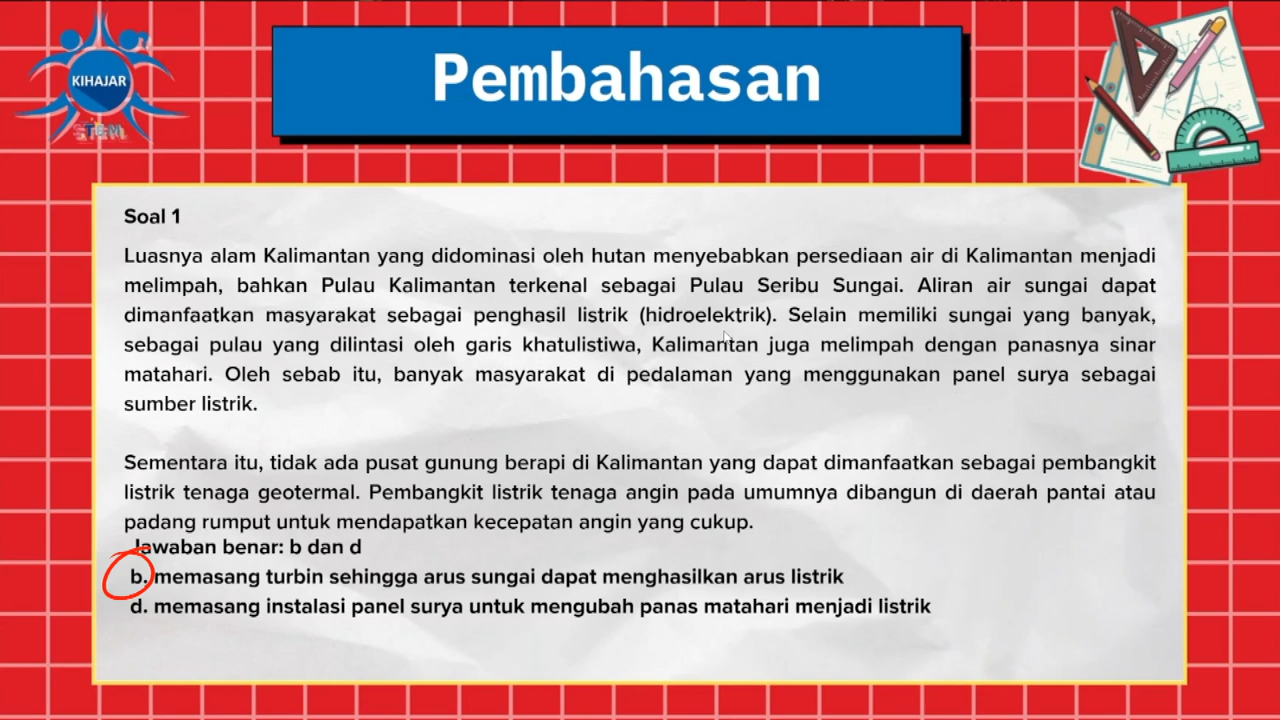 KIHAJAR
STEM
Pembahasan
Soal 1
Luasnya alam Kalimantan yang didominasi oleh hutan menyebabkan persediaan air di Kalimantan menjadi
melimpah, bahkan Pulau Kalimantan terkenal sebagai Pulau Seribu Sungai. Aliran air sungai dapat
dimanfaatkan masyarakat sebagai penghasil listrik (hidroelektrik). Selain memiliki sungai yang banyak,
sebagai pulau yang dilintasi oleh garis khatulistiwa, Kalimantan juga melimpah dengan panasnya sinar
matahari. Oleh sebab itu, banyak masyarakat di pedalaman yang menggunakan panel surya sebagai
sumber listrik.
Sementara itu, tidak ada pusat gunung berapi di Kalimantan yang dapat dimanfaatkan sebagai pembangkit
listrik tenaga geotermal. Pembangkit listrik tenaga angin pada umumnya dibangun di daerah pantai atau
padang rumput untuk mendapatkan kecepatan angin yang cukup.
Jawaban benar: b dan d
b. memasang turbin sehingga arus sungai dapat menghasilkan arus listrik
d. memasang instalasi panel surya untuk mengubah panas matahari menjadi listrik